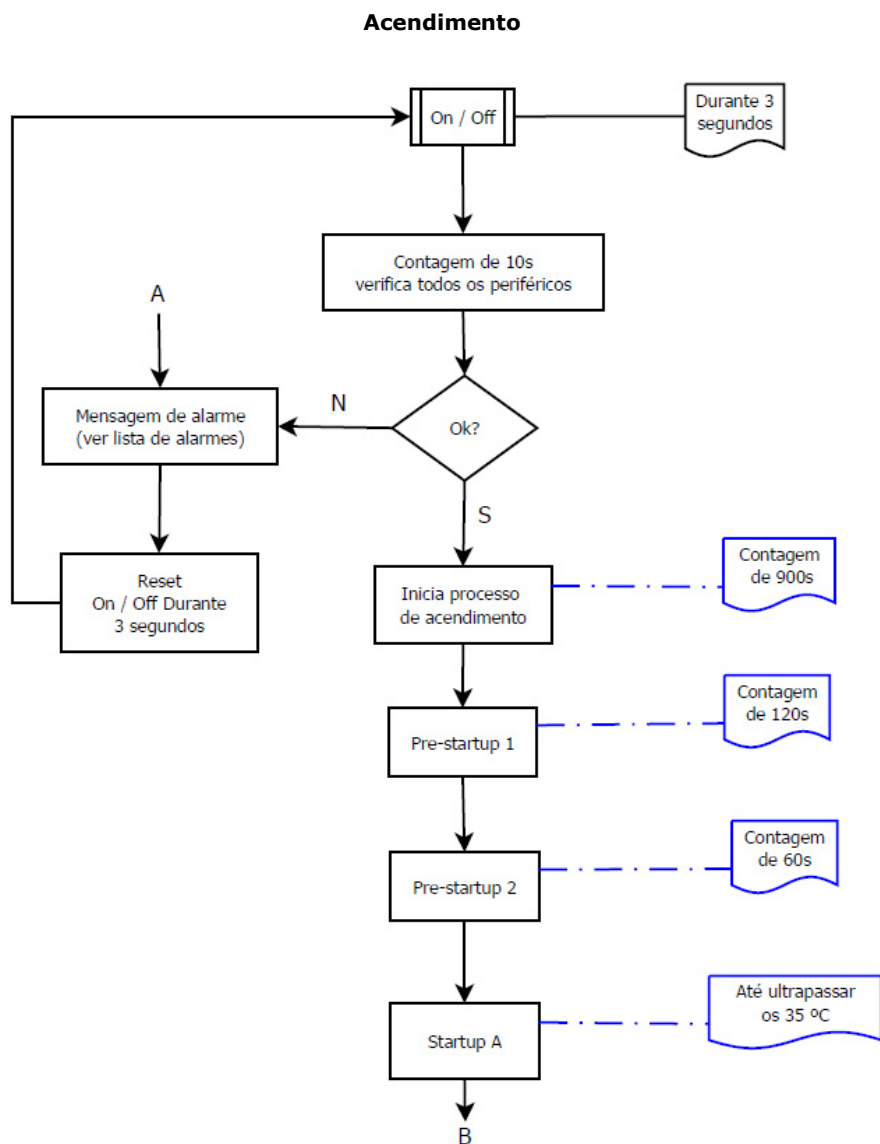 Acendimento
On / Off
Durante 3
segundos
Contagem de 10s
verifica todos os periféricos
A
Mensagem de alarme
(ver lista de alarmes)
N
Ok?
S
Reset
On / Off Durante
3 segundos
Inicia processo
de acendimento
Contagem
de 900s
Pre-startup 1
Contagem
de 120s
Pre-startup 2
Contagem
de 60s
Startup A
Até ultrapassar
os 35 ºC
B